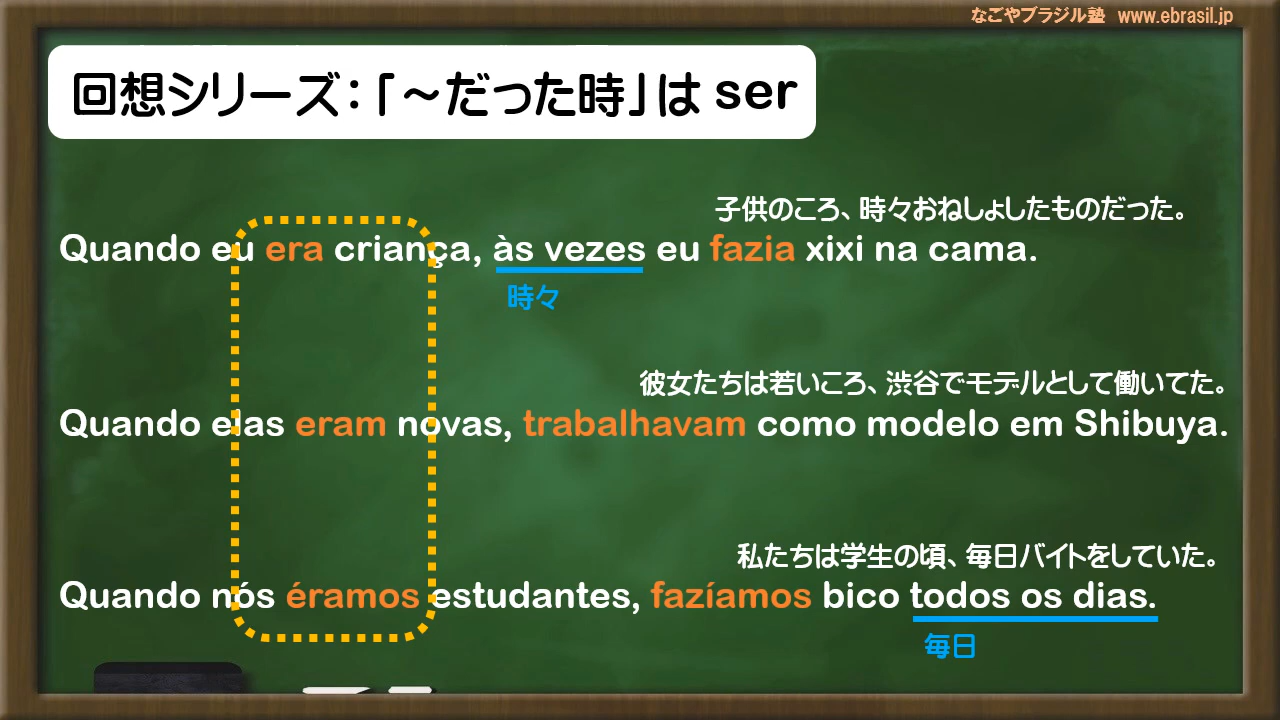 なごやブラジル塾 www.ebrasil.jp
回想シリーズ：「～だった時」は ser
子供のころ、時々おねしょしたものだった。
Quando eu era criança, às vezes eu fazia xixi na cama.
時々
彼女たちは若いころ、渋谷でモデルとして働いてた。
Quando elas eram novas, trabalhavam como modelo em Shibuya.
私たちは学生の頃、毎日バイトをしていた。
Quando nós éramos estudantes, fazíamos bico todos os dias.
毎日